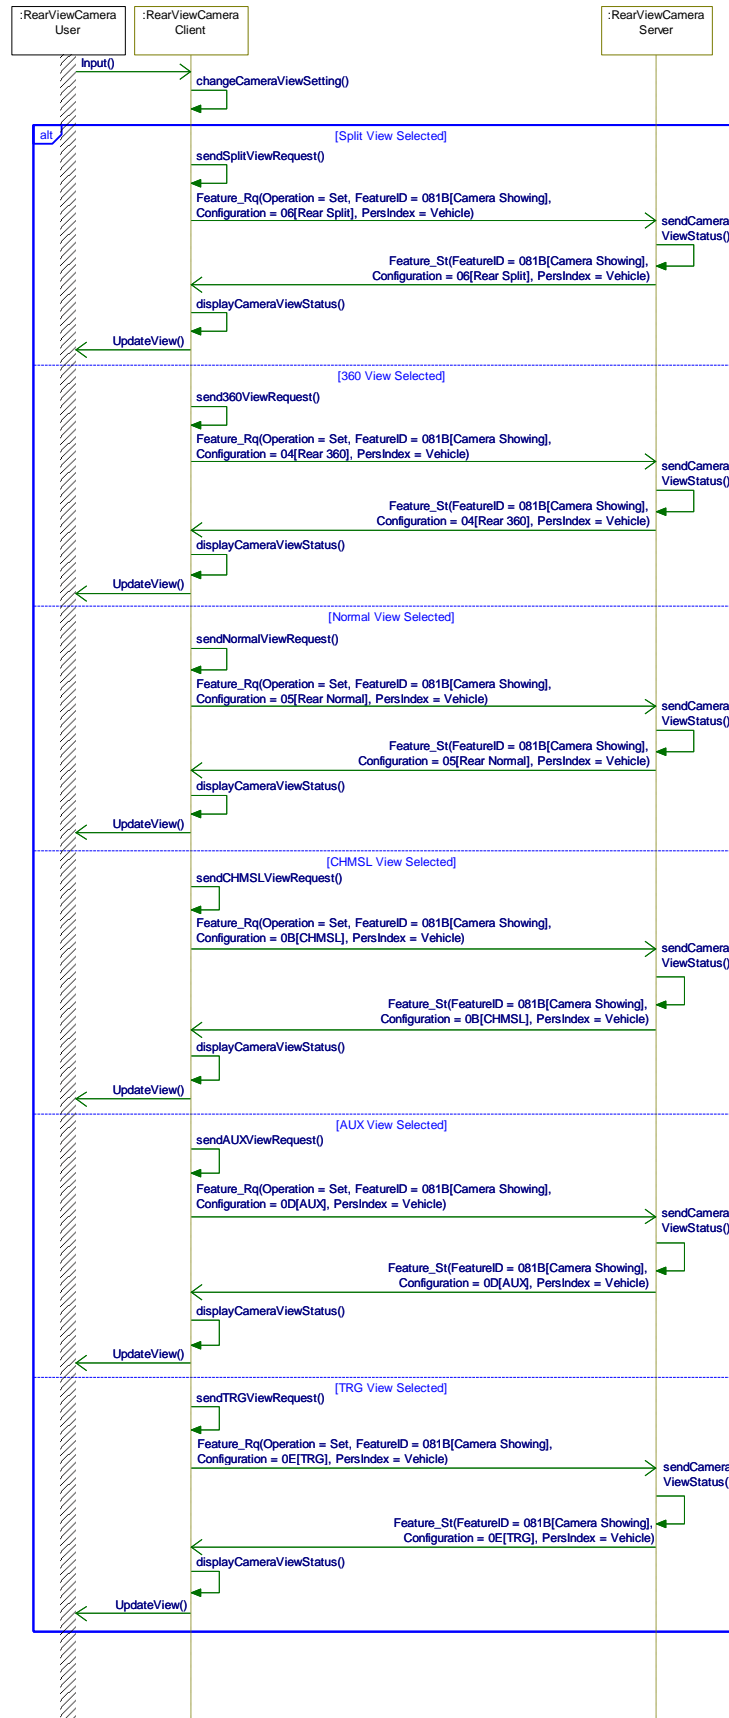 :RearViewCamera
User
:RearViewCamera
Client
:RearViewCamera
Server
Input()
changeCameraViewSetting()
alt
[Split View Selected]
sendSplitViewRequest()
Feature_Rq(Operation = Set, FeatureID = 081B[Camera Showing],
Configuration = 06[Rear Split], PersIndex = Vehicle)
sendCamera
ViewStatus()
Feature_St(FeatureID = 081B[Camera Showing],
Configuration = 06[Rear Split], PersIndex = Vehicle)
displayCameraViewStatus()
UpdateView()
[360 View Selected]
send360ViewRequest()
Feature_Rq(Operation = Set, FeatureID = 081B[Camera Showing],
Configuration = 04[Rear 360], PersIndex = Vehicle)
sendCamera
ViewStatus()
Feature_St(FeatureID = 081B[Camera Showing],
Configuration = 04[Rear 360], PersIndex = Vehicle)
displayCameraViewStatus()
UpdateView()
[Normal View Selected]
sendNormalViewRequest()
Feature_Rq(Operation = Set, FeatureID = 081B[Camera Showing],
Configuration = 05[Rear Normal], PersIndex = Vehicle)
sendCamera
ViewStatus()
Feature_St(FeatureID = 081B[Camera Showing],
Configuration = 05[Rear Normal], PersIndex = Vehicle)
displayCameraViewStatus()
UpdateView()
[CHMSL View Selected]
sendCHMSLViewRequest()
Feature_Rq(Operation = Set, FeatureID = 081B[Camera Showing],
Configuration = 0B[CHMSL], PersIndex = Vehicle)
sendCamera
ViewStatus()
Feature_St(FeatureID = 081B[Camera Showing],
Configuration = 0B[CHMSL], PersIndex = Vehicle)
displayCameraViewStatus()
UpdateView()
[AUX View Selected]
sendAUXViewRequest()
Feature_Rq(Operation = Set, FeatureID = 081B[Camera Showing],
Configuration = 0D[AUX], PersIndex = Vehicle)
sendCamera
ViewStatus()
Feature_St(FeatureID = 081B[Camera Showing],
Configuration = 0D[AUX], PersIndex = Vehicle)
displayCameraViewStatus()
UpdateView()
[TRG View Selected]
sendTRGViewRequest()
Feature_Rq(Operation = Set, FeatureID = 081B[Camera Showing],
Configuration = 0E[TRG], PersIndex = Vehicle)
sendCamera
ViewStatus(
Feature_St(FeatureID = 081B[Camera Showing],
Configuration = 0E[TRG], PersIndex = Vehicle)
displayCameraViewStatus()
UpdateView()